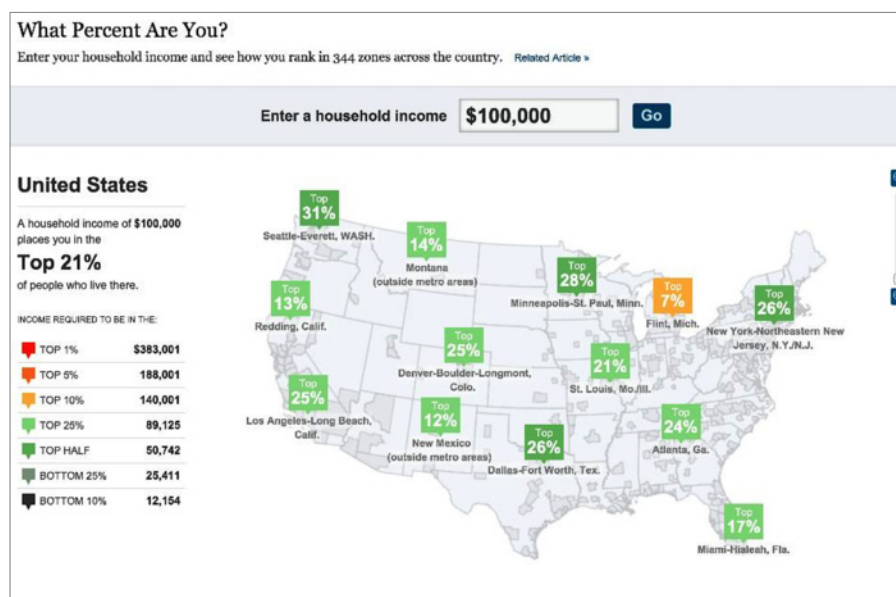 What Percent Are You?
Enter your household income and see how you rank in 344 zones across the country. Related Article »
Enter a household income $100,000 Go
United States
A household income of $100,000
places you in the
Top 21%
of people who live there.
INCOME REQUIRED TO BE IN THE:
TOP 1% $383,001
TOP 5% 188,001
TOP 10% 140,001
TOP 25% 89,125
TOP HALF 50,742
BOTTOM 25% 25,411
BOTTOM 10% 12,154
Top
31%
Seattle-Everett, WASH.
Top
14%
Montana
(outside metro areas)
Top
28%
Minneapolis-St. Paul, Minn.
Top
7%
Flint, Mich.
Top
26%
New York-Northeastern New
Jersey, N.Y./N.J.
Top
13%
Redding, Calif.
Top
25%
Denver-Boulder-Longmont,
Colo.
Top
21%
St. Louis, Mo./Ill.
Top
25%
Los Angeles-Long Beach,
Calif.
Top
12%
New Mexico
(outside metro areas)
Top
26%
Dallas-Fort Worth, Tex.
Top
24%
Atlanta, Ga.
Top
17%
Miami-Hialeah, Fla.